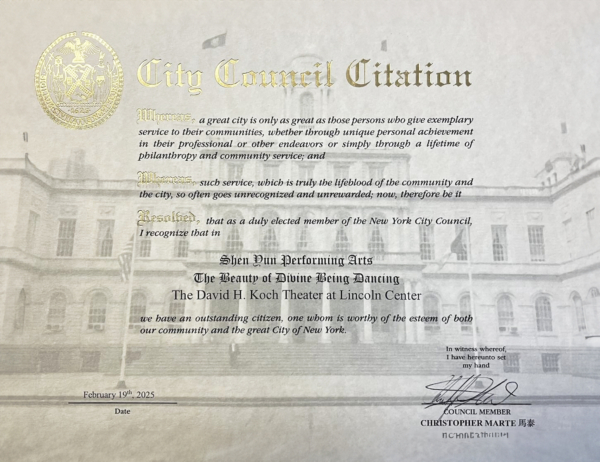 City Council Citation
Whereas, a great city is only as great as those persons who give exemplary
service to their communities, whether through unique personal achievement
in their professional or other endeavors or simply through a lifetime of
philanthropy and community service; and
Whereas, such service, which is truly the lifeblood of the community and
the city, so often goes unrecognized and unrewarded; now, therefore be it
Resolved, that as a duly elected member of the New York City Council,
I recognize that in
Shen Yun Performing Arts
The Beauty of Divine Being Dancing
The David H. Koch Theater at Lincoln Center
we have an outstanding citizen, one whom is worthy of the esteem of both
our community and the great City of New York.
In witness whereof,
I have hereunto set
my hand
February 19th, 2025
Date
COUNCIL MEMBER
CHRISTOPHER MARTE 馬泰